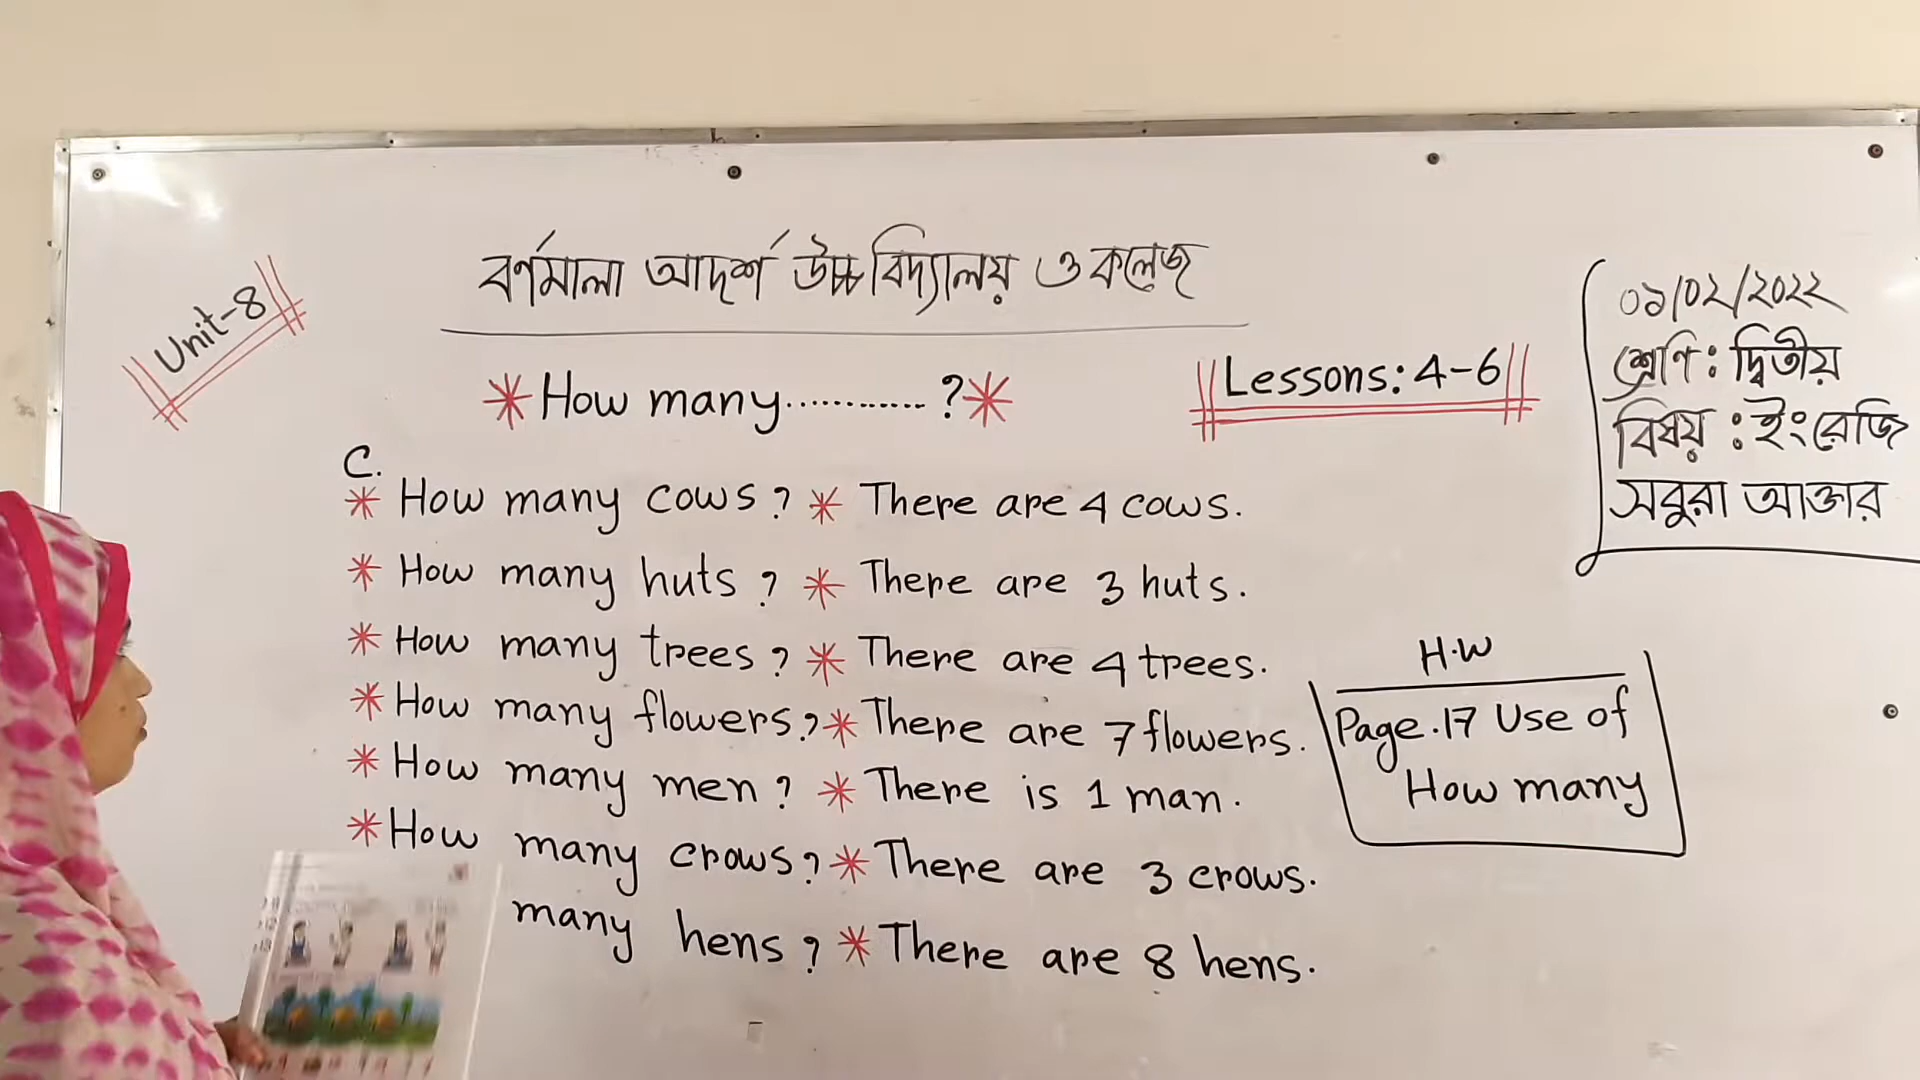 বর্ণমালা আদর্শ উচ্চ বিদ্যালয় ও কলেজ
Unit-8
How many............?
Lessons: 4-6
০১/০২/২০২২
শ্রেণি : দ্বিতীয়
বিষয় : ইংরেজি
সবুরা আক্তার
C.
How many cows? There are 4 cows.
How many huts? There are 3 huts.
How many trees? There are 4 trees.
How many flowers? There are 7 flowers.
How many men? There is 1 man.
How many crows? There are 3 crows.
many hens? There are 8 hens.
H.W
Page.17 Use of
How many